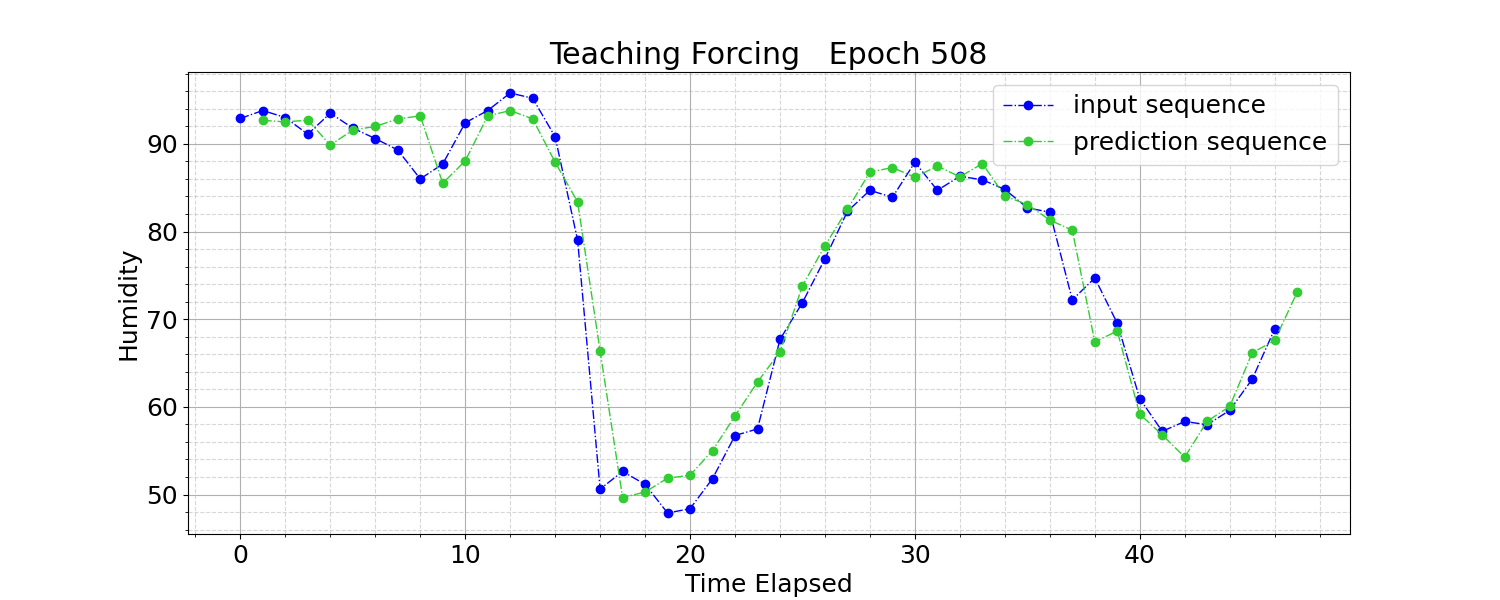 Teaching Forcing   Epoch 508
input sequence
prediction sequence
Humidity
90
80
70
60
50
0 10 20 30 40
Time Elapsed